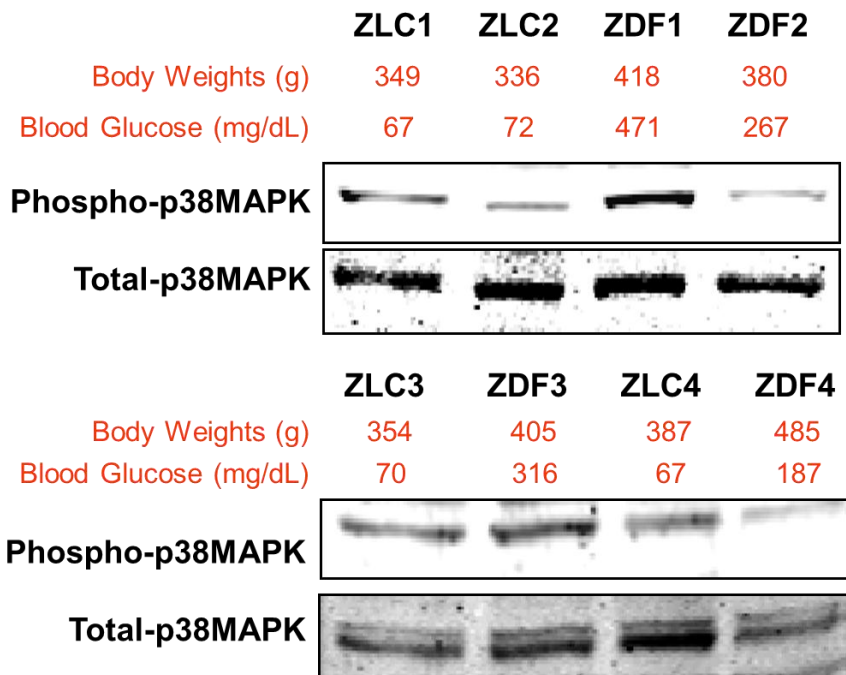 ZLC1 ZLC2 ZDF1 ZDF2
Body Weights (g) 349 336 418 380
Blood Glucose (mg/dL) 67 72 471 267
Phospho-p38MAPK
Total-p38MAPK
ZLC3 ZDF3 ZLC4 ZDF4
Body Weights (g) 354 405 387 485
Blood Glucose (mg/dL) 70 316 67 187
Phospho-p38MAPK
Total-p38MAPK